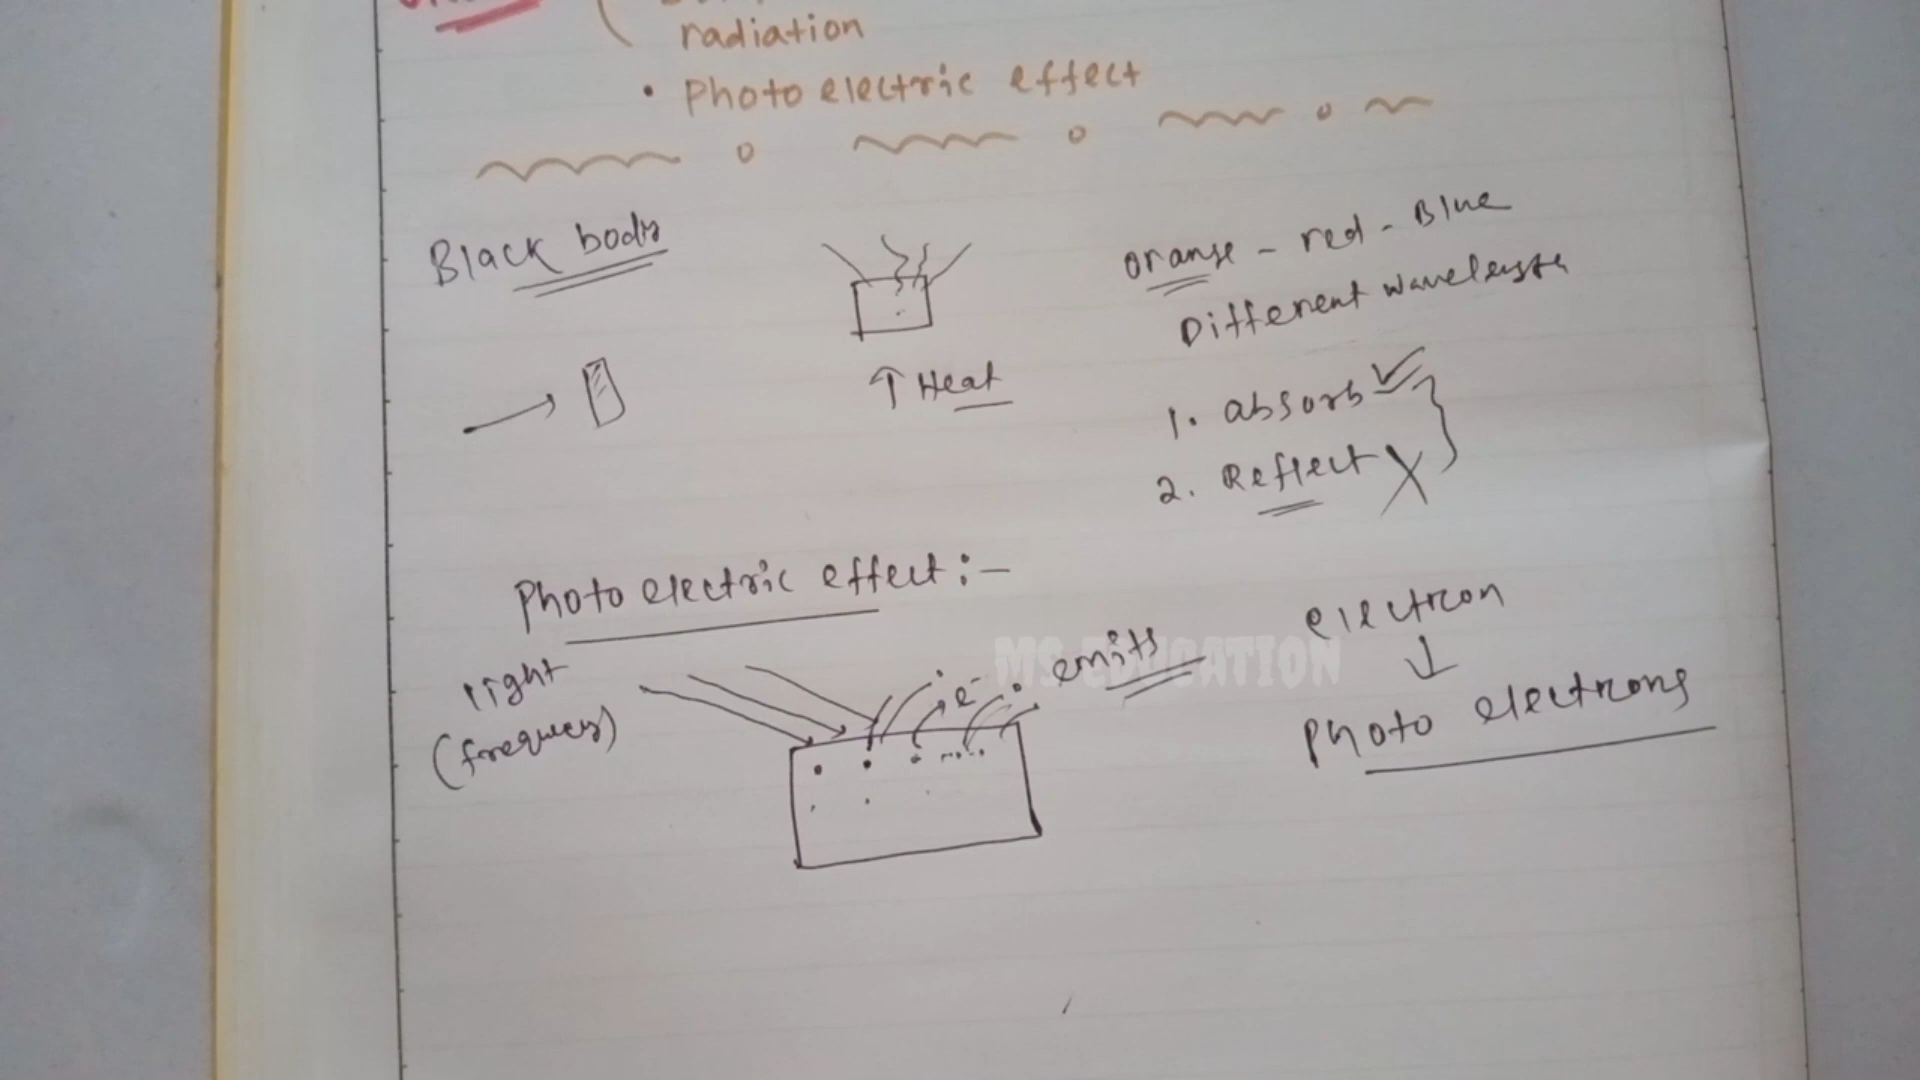 radiation
• Photo electric effect
Black body
orange - red - Blue
Different wavelength
↑ Heat
1. absorb ✓
2. Reflect X
Photo electric effect :-
light
(frequency)
e-
emits
electron
↓
Photo electrons
MS EDUCATION